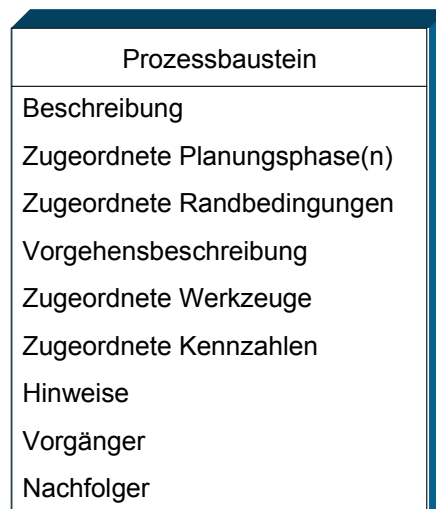 Prozessbaustein
Beschreibung
Zugeordnete Planungsphase(n)
Zugeordnete Randbedingungen
Vorgehensbeschreibung
Zugeordnete Werkzeuge
Zugeordnete Kennzahlen
Hinweise
Vorgänger
Nachfolger